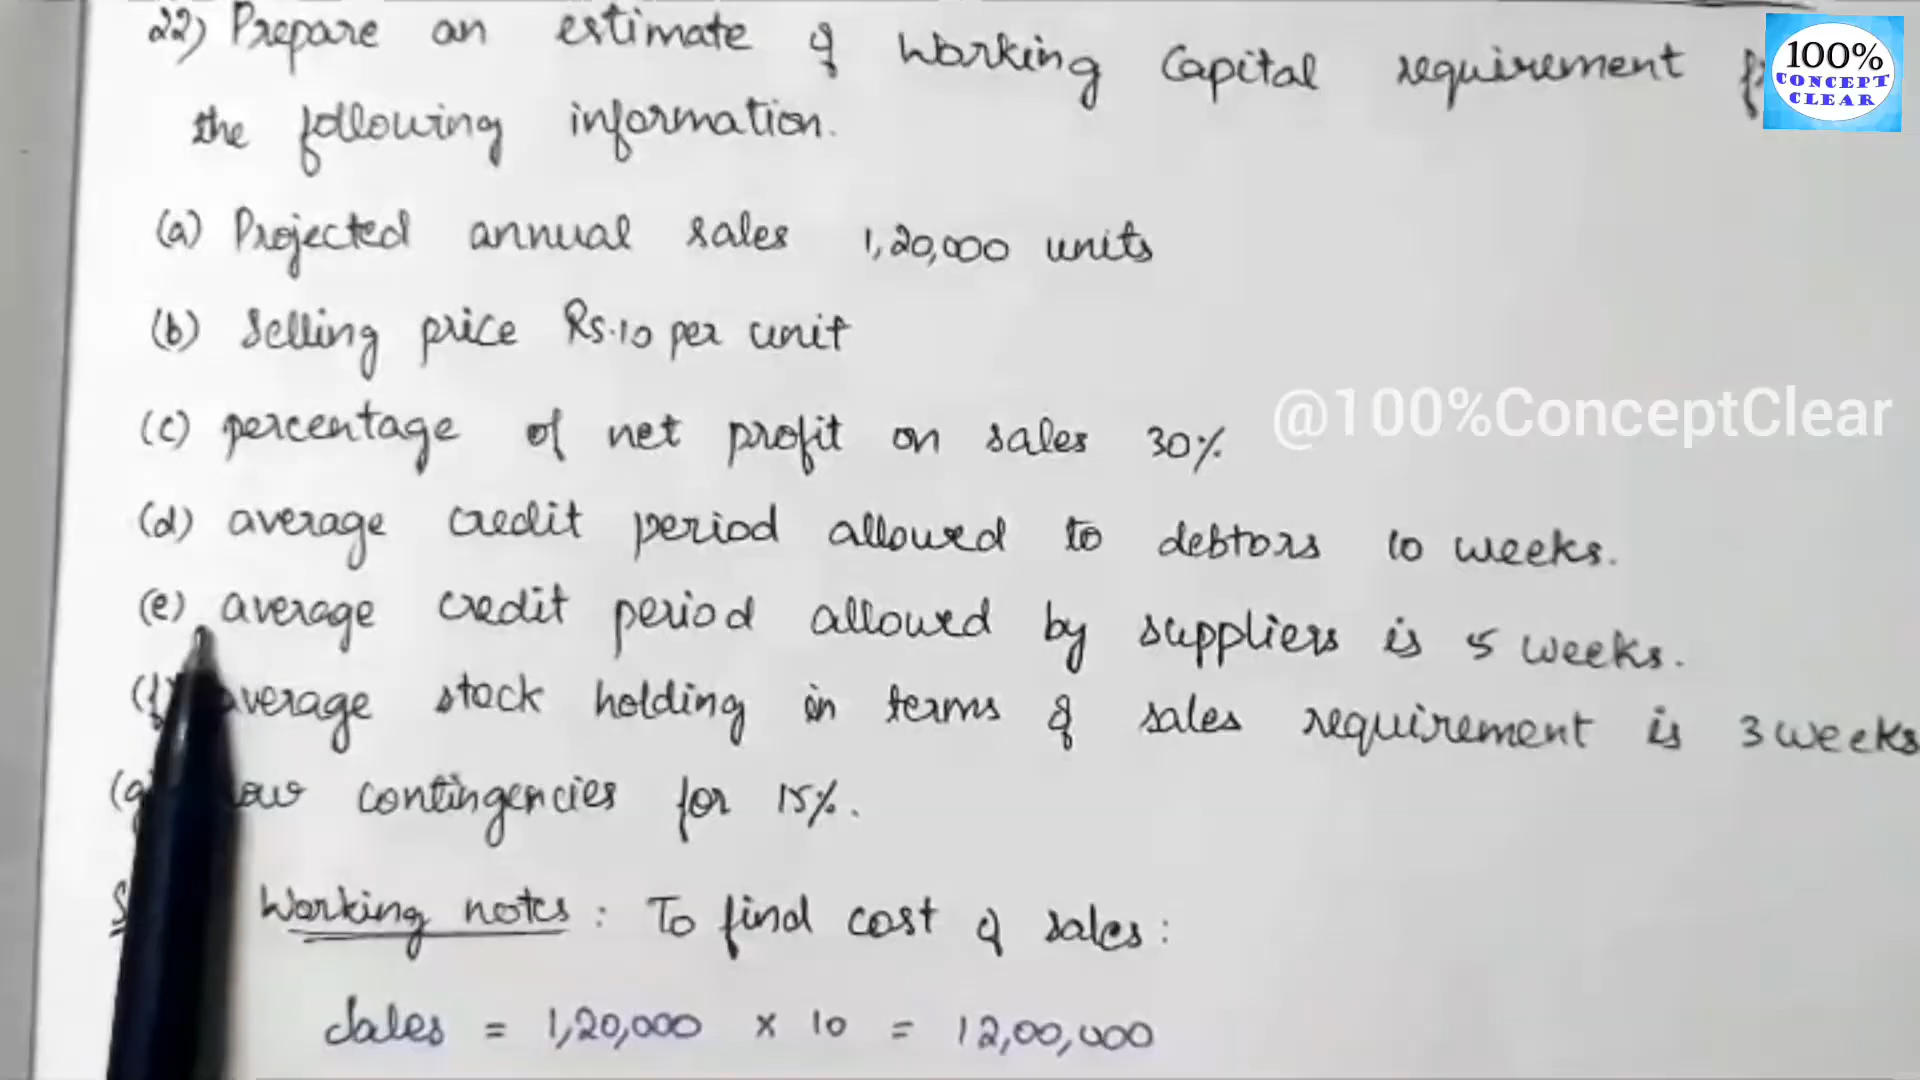 22) Prepare an estimate of Working Capital requirement
the following information.
(a) Projected annual sales 1,20,000 units
(b) Selling price Rs.10 per unit
(c) percentage of net profit on sales 30%
(d) average credit period allowed to debtors 10 weeks.
(e) average credit period allowed by suppliers is 5 weeks.
average stock holding in terms of sales requirement is 3 weeks
contingencies for 15%.
Working notes: To find cost of sales:
Sales = 1,20,000 x 10 = 12,00,000
100%
CONCEPT
CLEAR
@100%ConceptClear